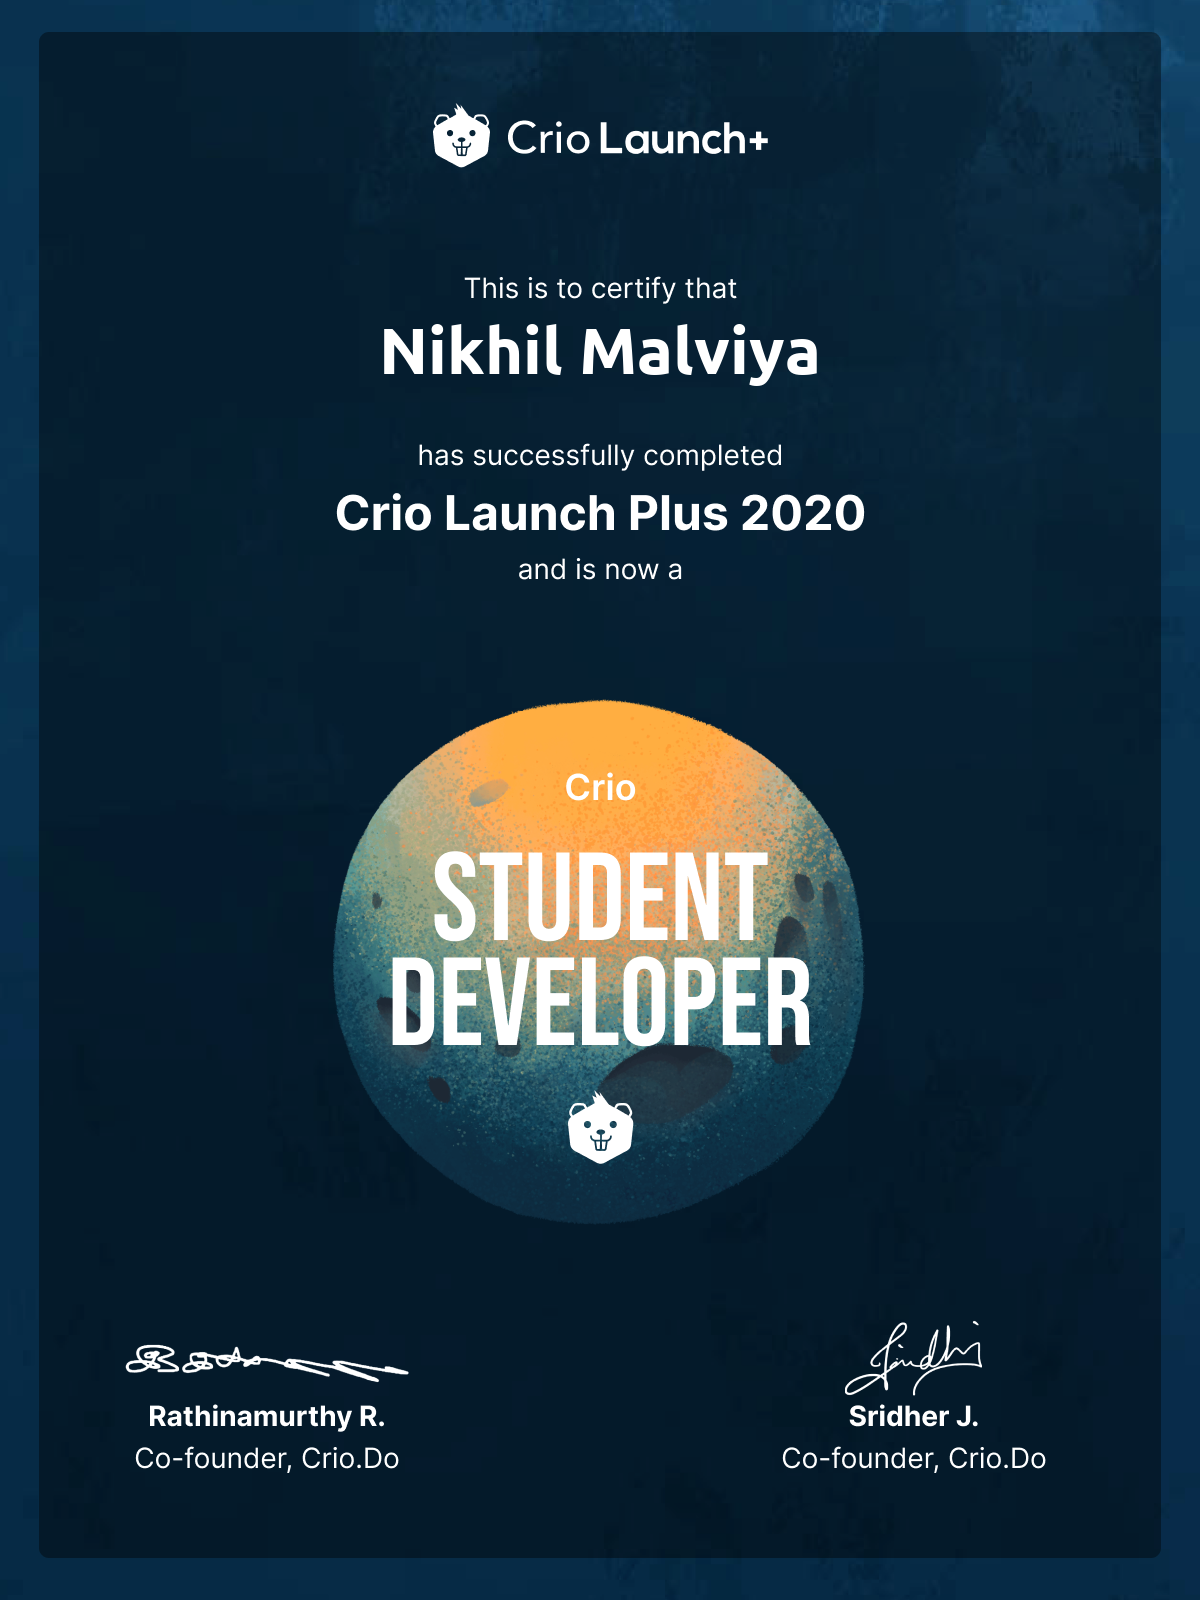 Crio Launch+
This is to certify that
Nikhil Malviya
has successfully completed
Crio Launch Plus 2020
and is now a
Crio
STUDENT
DEVELOPER
Rathinamurthy R.
Co-founder, Crio.Do
Sridher J.
Co-founder, Crio.Do